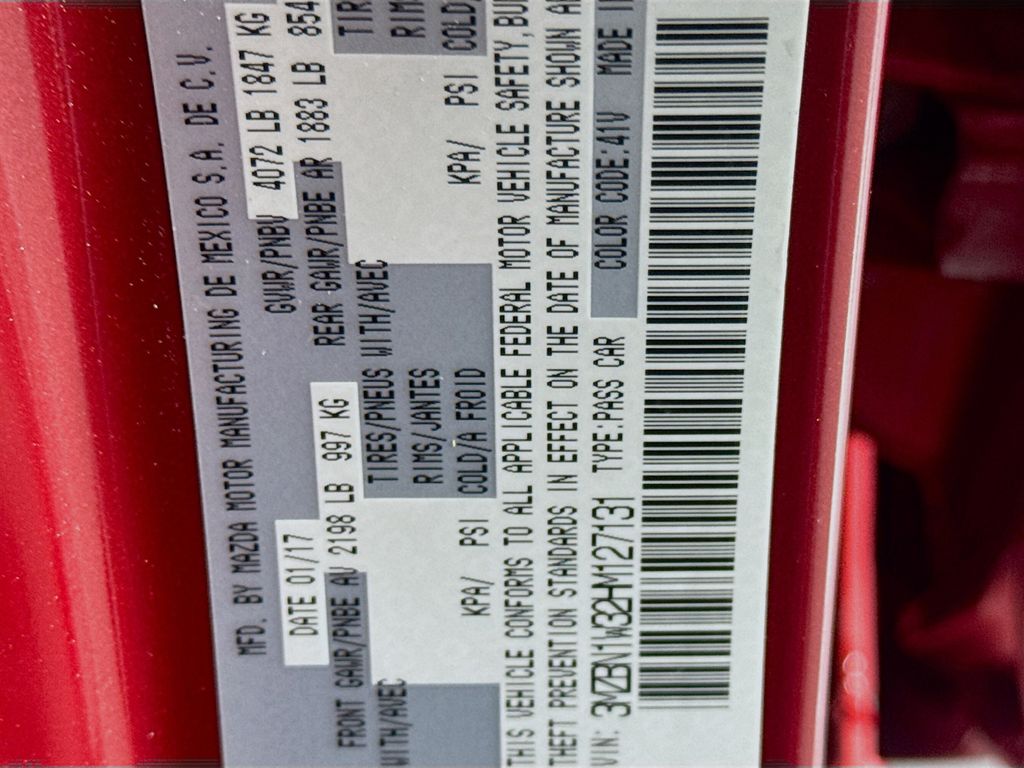 MFD. BY MAZDA MOTOR MANUFACTURING DE MEXICO S.A. DE C.V.
DATE 01/17 GVWR/PNBV 4072 LB 1847 KG
FRONT GAWR/PNBE AV 2198 LB 997 KG REAR GAWR/PNBE AR 1883 LB 854
WITH/AVEC TIRES/PNEUS WITH/AVEC
RIMS/JANTES
KPA/ PSI COLD/A FROID KPA/ PSI COLD/
THIS VEHICLE CONFORMS TO ALL APPLICABLE FEDERAL MOTOR VEHICLE SAFETY,
THEFT PREVENTION STANDARDS IN EFFECT ON THE DATE OF MANUFACTURE SHOWN
VIN: 3MZBN1W32HM127131 TYPE:PASS CAR COLOR CODE.41V MADE